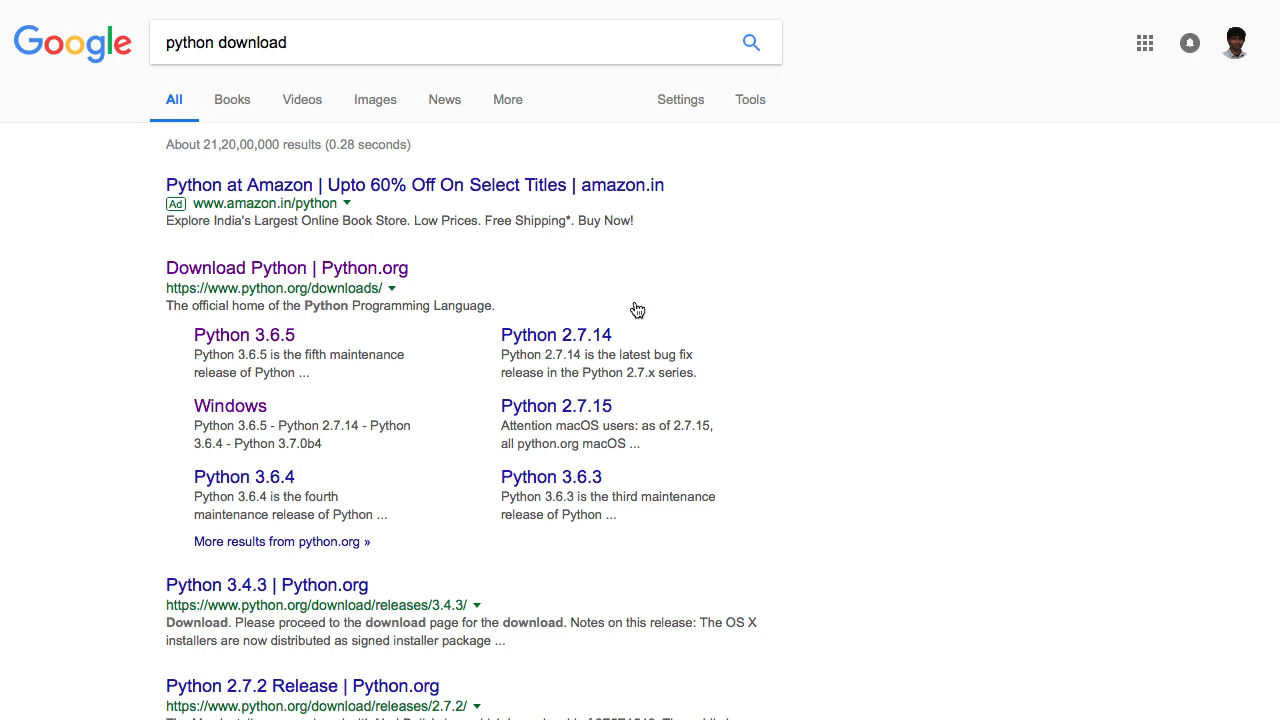 Google
python download
All Books Videos Images News More Settings Tools
About 21,20,00,000 results (0.28 seconds)
Python at Amazon | Upto 60% Off On Select Titles | amazon.in
Ad www.amazon.in/python
Explore India's Largest Online Book Store. Low Prices. Free Shipping*. Buy Now!
Download Python | Python.org
https://www.python.org/downloads/
The official home of the Python Programming Language.
Python 3.6.5
Python 3.6.5 is the fifth maintenance
release of Python ...
Python 2.7.14
Python 2.7.14 is the latest bug fix
release in the Python 2.7.x series.
Windows
Python 3.6.5 - Python 2.7.14 - Python
3.6.4 - Python 3.7.0b4
Python 2.7.15
Attention macOS users: as of 2.7.15,
all python.org macOS ...
Python 3.6.4
Python 3.6.4 is the fourth
maintenance release of Python ...
Python 3.6.3
Python 3.6.3 is the third maintenance
release of Python ...
More results from python.org »
Python 3.4.3 | Python.org
https://www.python.org/download/releases/3.4.3/
Download. Please proceed to the download page for the download. Notes on this release: The OS X
installers are now distributed as signed installer package ...
Python 2.7.2 Release | Python.org
https://www.python.org/download/releases/2.7.2/